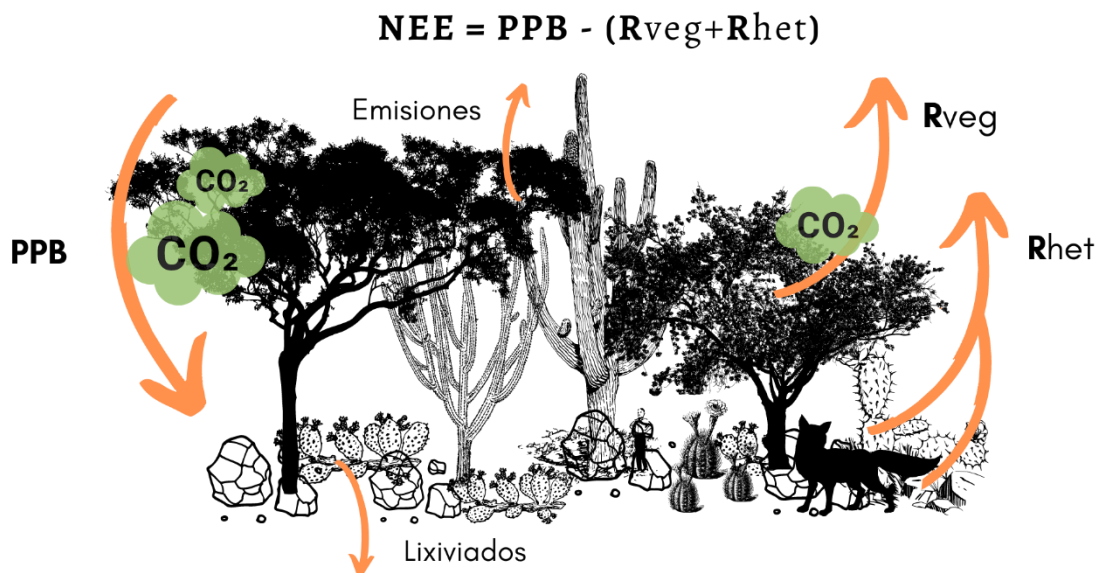 NEE = PPB - (Rveg+Rhet)
Emisiones
Rveg
CO₂
CO₂
CO₂
PPB
Rhet
Lixiviados